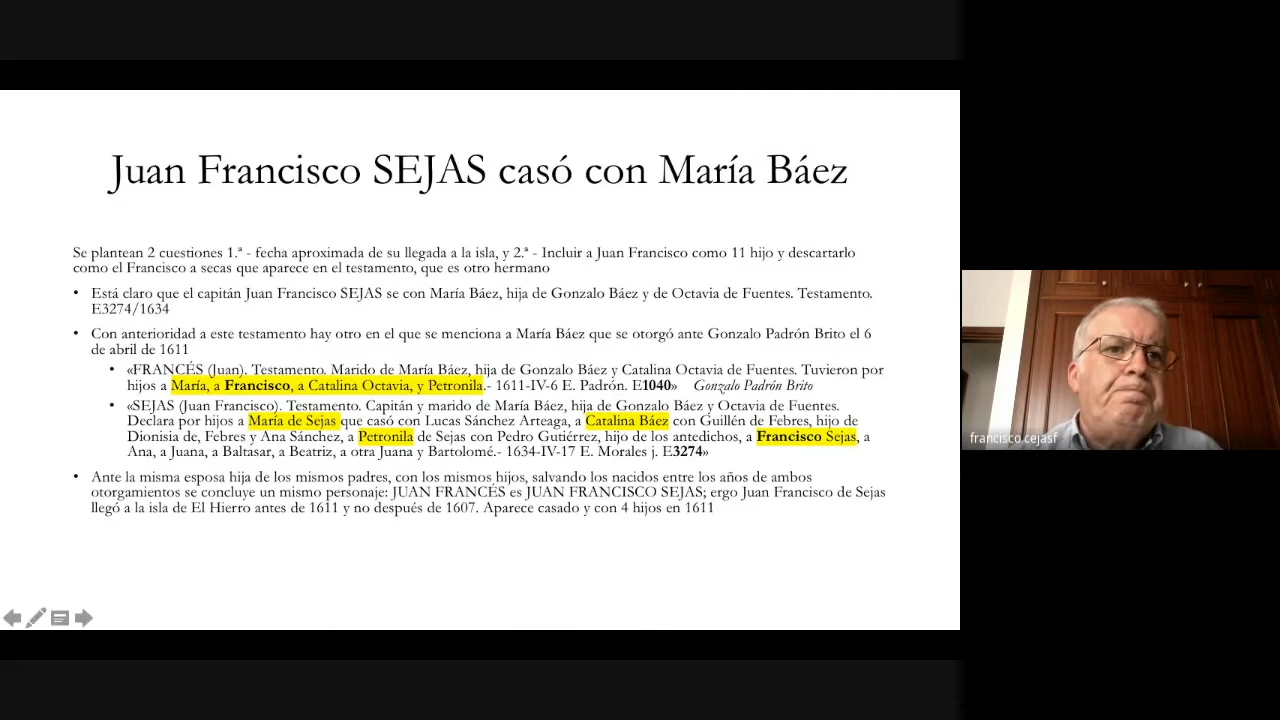 Juan Francisco SEJAS casó con María Báez
Se plantean 2 cuestiones 1.ª - fecha aproximada de su llegada a la isla, y 2.ª - Incluir a Juan Francisco como 11 hijo y descartarlo
como el Francisco a secas que aparece en el testamento, que es otro hermano
• Está claro que el capitán Juan Francisco SEJAS se con María Báez, hija de Gonzalo Báez y de Octavia de Fuentes. Testamento.
E3274/1634
• Con anterioridad a este testamento hay otro en el que se menciona a María Báez que se otorgó ante Gonzalo Padrón Brito el 6
de abril de 1611
• «FRANCÉS (Juan). Testamento. Marido de María Báez, hija de Gonzalo Báez y Catalina Octavia de Fuentes. Tuvieron por
hijos a María, a Francisco, a Catalina Octavia, y Petronila.- 1611-IV-6 E. Padrón. E1040» Gonzalo Padrón Brito
• «SEJAS (Juan Francisco). Testamento. Capitán y marido de María Báez, hija de Gonzalo Báez y Octavia de Fuentes.
Declara por hijos a María de Sejas que casó con Lucas Sánchez Arteaga, a Catalina Báez con Guillén de Febres, hijo de
Dionisia de, Febres y Ana Sánchez, a Petronila de Sejas con Pedro Gutiérrez, hijo de los antedichos, a Francisco Sejas, a
Ana, a Juana, a Baltasar, a Beatriz, a otra Juana y Bartolomé.- 1634-IV-17 E. Morales j. E3274»
• Ante la misma esposa hija de los mismos padres, con los mismos hijos, salvando los nacidos entre los años de ambos
otorgamientos se concluye un mismo personaje: JUAN FRANCÉS es JUAN FRANCISCO SEJAS; ergo Juan Francisco de Sejas
llegó a la isla de El Hierro antes de 1611 y no después de 1607. Aparece casado y con 4 hijos en 1611
francisco cejasf